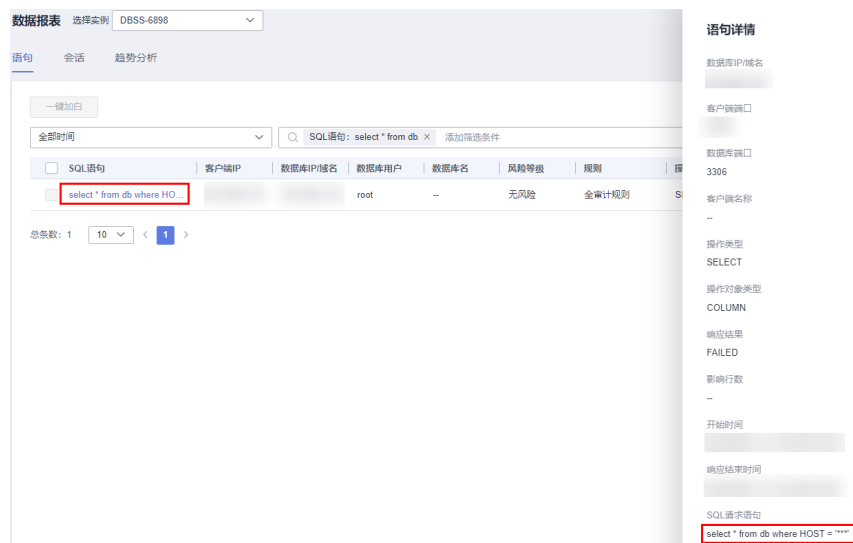 数据报表 选择实例 DBSS-6898
语句 会话 趋势分析
一键加白
全部时间 SQL语句: select * from db × 添加筛选条件
SQL语句 客户端IP 数据库IP/域名 数据库用户 数据库名 风险等级 规则 操
select * from db where HO... root -- 无风险 全审计规则 S
总条数: 1 10 < 1 >
语句详情
数据库IP/域名
客户端端口
数据库端口
3306
客户端名称
--
操作类型
SELECT
操作对象类型
COLUMN
响应结果
FAILED
影响行数
--
开始时间
响应结束时间
SQL请求语句
select * from db where HOST = '***'